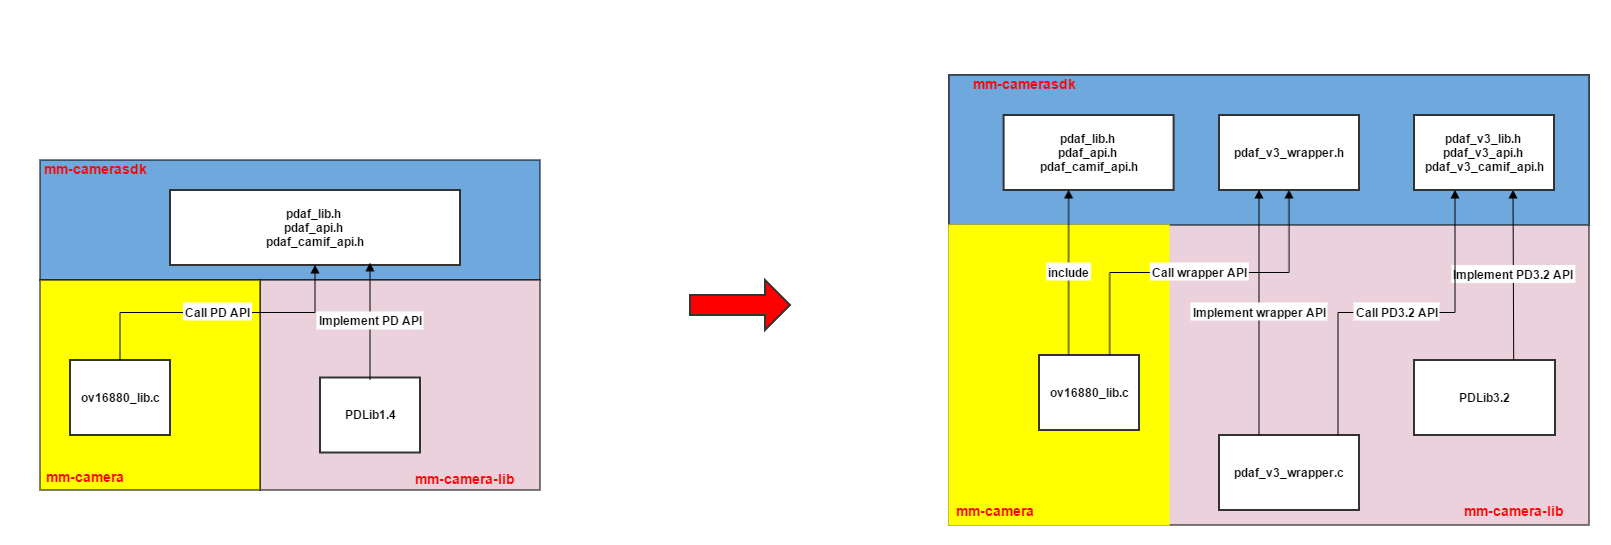 mm-camerasdk
pdaf_lib.h
pdaf_api.h
pdaf_camif_api.h
Call PD API
Implement PD API
ov16880_lib.c
PDLib1.4
mm-camera
mm-camera-lib
mm-camerasdk
pdaf_lib.h
pdaf_api.h
pdaf_camif_api.h
pdaf_v3_wrapper.h
pdaf_v3_lib.h
pdaf_v3_api.h
pdaf_v3_camif_api.h
include
Call wrapper API
Implement PD3.2 API
Implement wrapper API
Call PD3.2 API
ov16880_lib.c
PDLib3.2
pdaf_v3_wrapper.c
mm-camera
mm-camera-lib